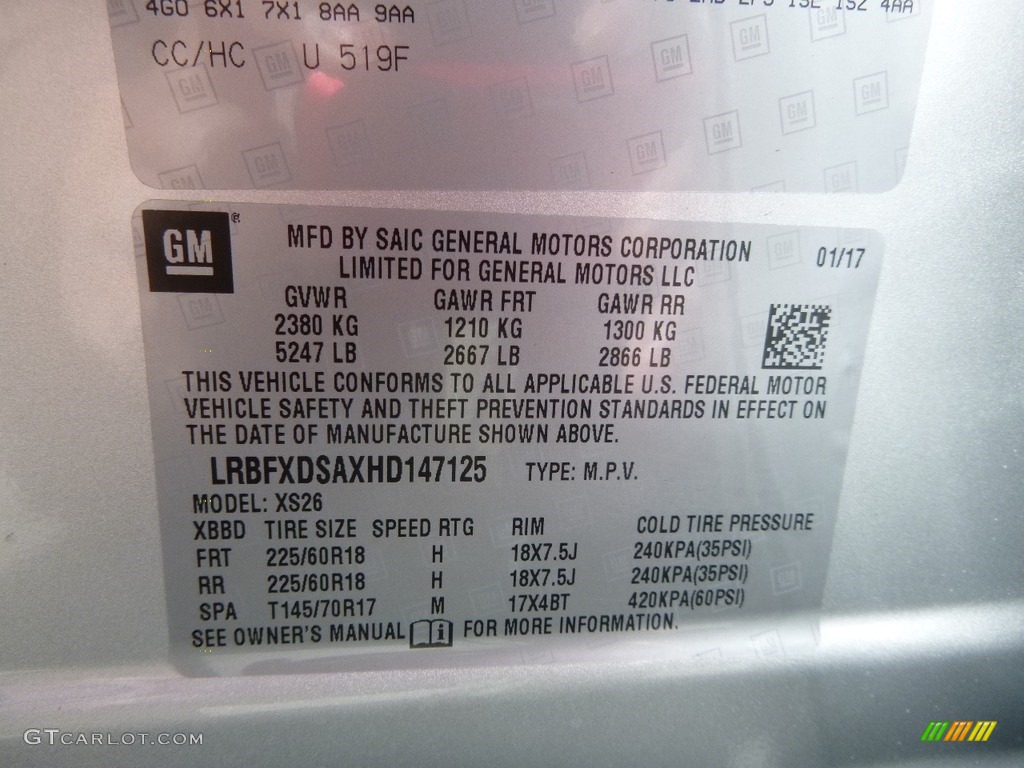 4G0 6X1 7X1 8AA 9AA
1SZ 4AA
CC/HC U 519F
GM
GM ®
MFD BY SAIC GENERAL MOTORS CORPORATION
LIMITED FOR GENERAL MOTORS LLC
01/17
GVWR GAWR FRT GAWR RR
2380 KG 1210 KG 1300 KG
5247 LB 2667 LB 2866 LB
THIS VEHICLE CONFORMS TO ALL APPLICABLE U.S. FEDERAL MOTOR
VEHICLE SAFETY AND THEFT PREVENTION STANDARDS IN EFFECT ON
THE DATE OF MANUFACTURE SHOWN ABOVE.
LRBFXDSAXHD147125 TYPE: M.P.V.
MODEL: XS26
XBBD TIRE SIZE SPEED RTG RIM COLD TIRE PRESSURE
FRT 225/60R18 H 18X7.5J 240KPA(35PSI)
RR 225/60R18 H 18X7.5J 240KPA(35PSI)
SPA T145/70R17 M 17X4BT 420KPA(60PSI)
SEE OWNER'S MANUAL i FOR MORE INFORMATION.
GTCARLOT.COM